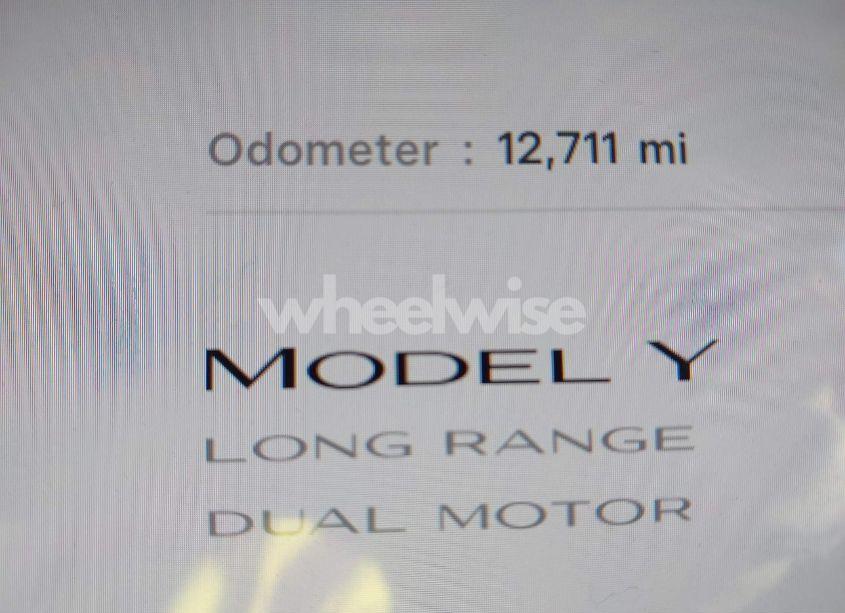 Odometer : 12,711 mi
wheelwise
MODEL Y
LONG RANGE
DUAL MOTOR